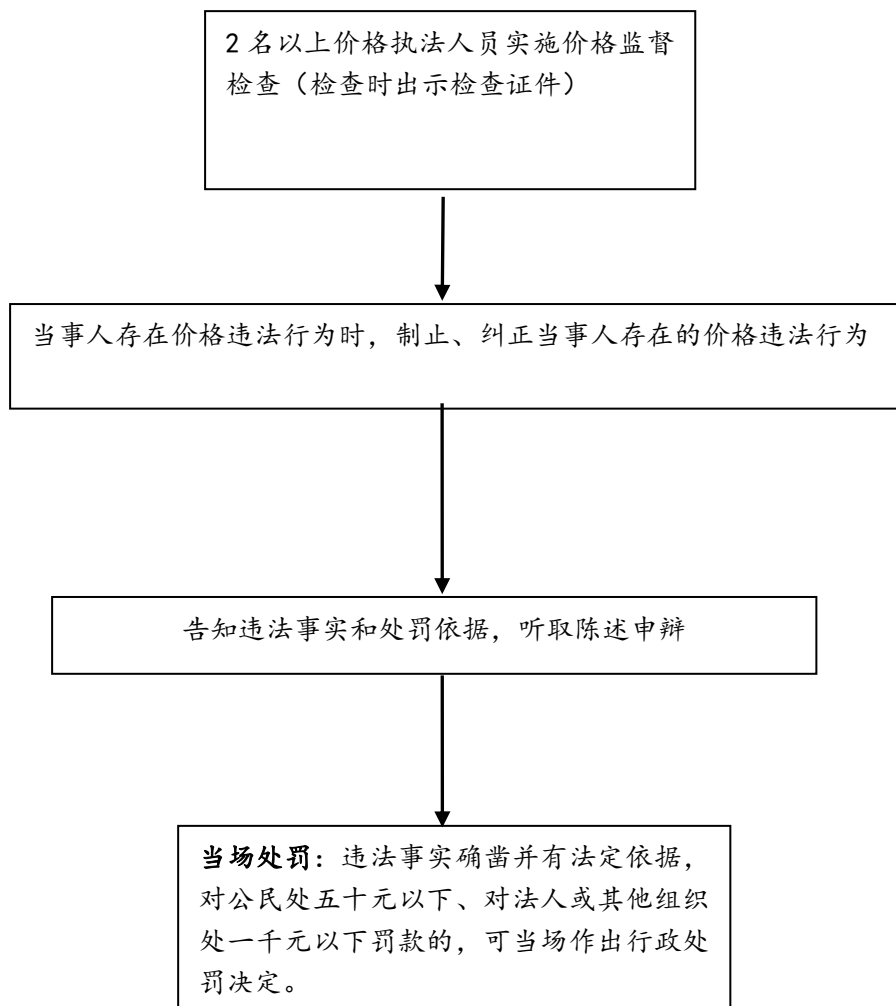 2 名以上价格执法人员实施价格监督
检查（检查时出示检查证件）
当事人存在价格违法行为时，制止、纠正当事人存在的价格违法行为
告知违法事实和处罚依据，听取陈述申辩
当场处罚：违法事实确凿并有法定依据，
对公民处五十元以下、对法人或其他组织
处一千元以下罚款的，可当场作出行政处
罚决定。